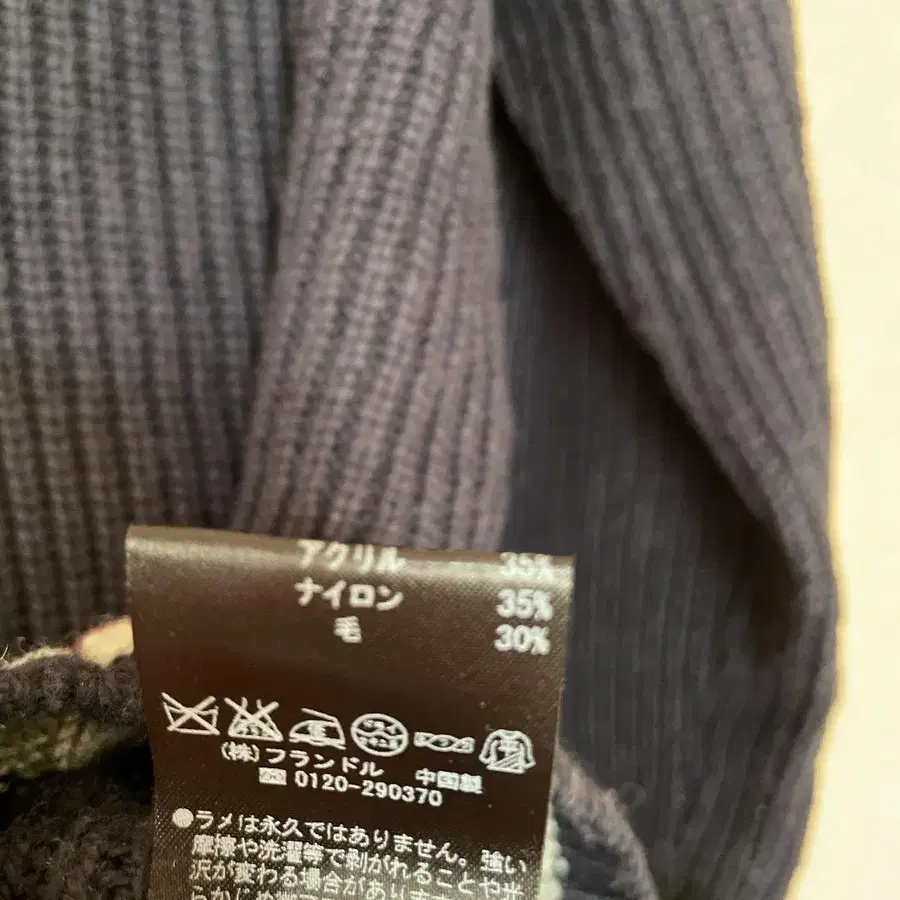 アクリル 35%
ナイロン 35%
毛 30%
(株)フランドル 中国製
0120-290370
●ラメは永久ではありません。強い
摩擦や洗濯等で剥がれることや光
沢が変わる場合があります